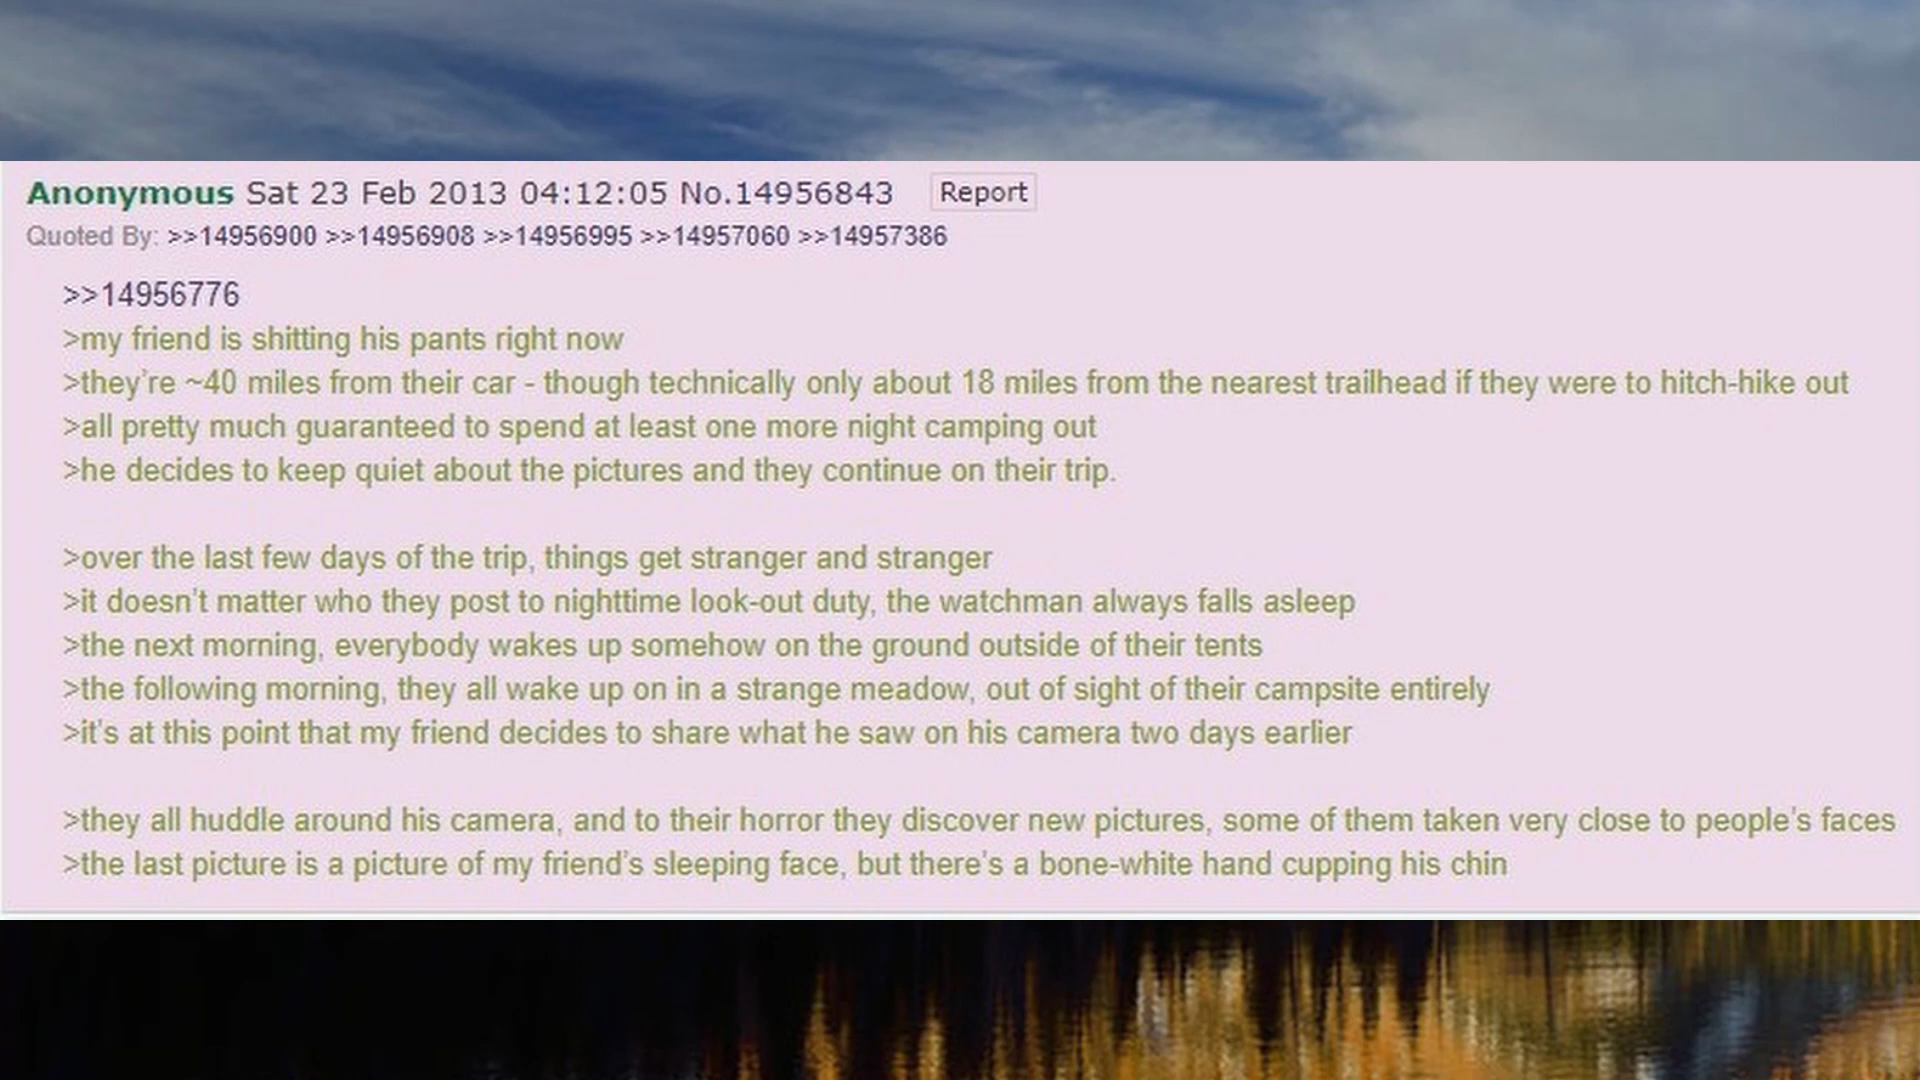 Anonymous Sat 23 Feb 2013 04:12:05 No.14956843 Report
Quoted By: >>14956900 >>14956908 >>14956995 >>14957060 >>14957386
>>14956776
>my friend is shitting his pants right now
>they're ~40 miles from their car - though technically only about 18 miles from the nearest trailhead if they were to hitch-hike out
>all pretty much guaranteed to spend at least one more night camping out
>he decides to keep quiet about the pictures and they continue on their trip.
>over the last few days of the trip, things get stranger and stranger
>it doesn't matter who they post to nighttime look-out duty, the watchman always falls asleep
>the next morning, everybody wakes up somehow on the ground outside of their tents
>the following morning, they all wake up on in a strange meadow, out of sight of their campsite entirely
>it's at this point that my friend decides to share what he saw on his camera two days earlier
>they all huddle around his camera, and to their horror they discover new pictures, some of them taken very close to people's faces
>the last picture is a picture of my friend's sleeping face, but there's a bone-white hand cupping his chin